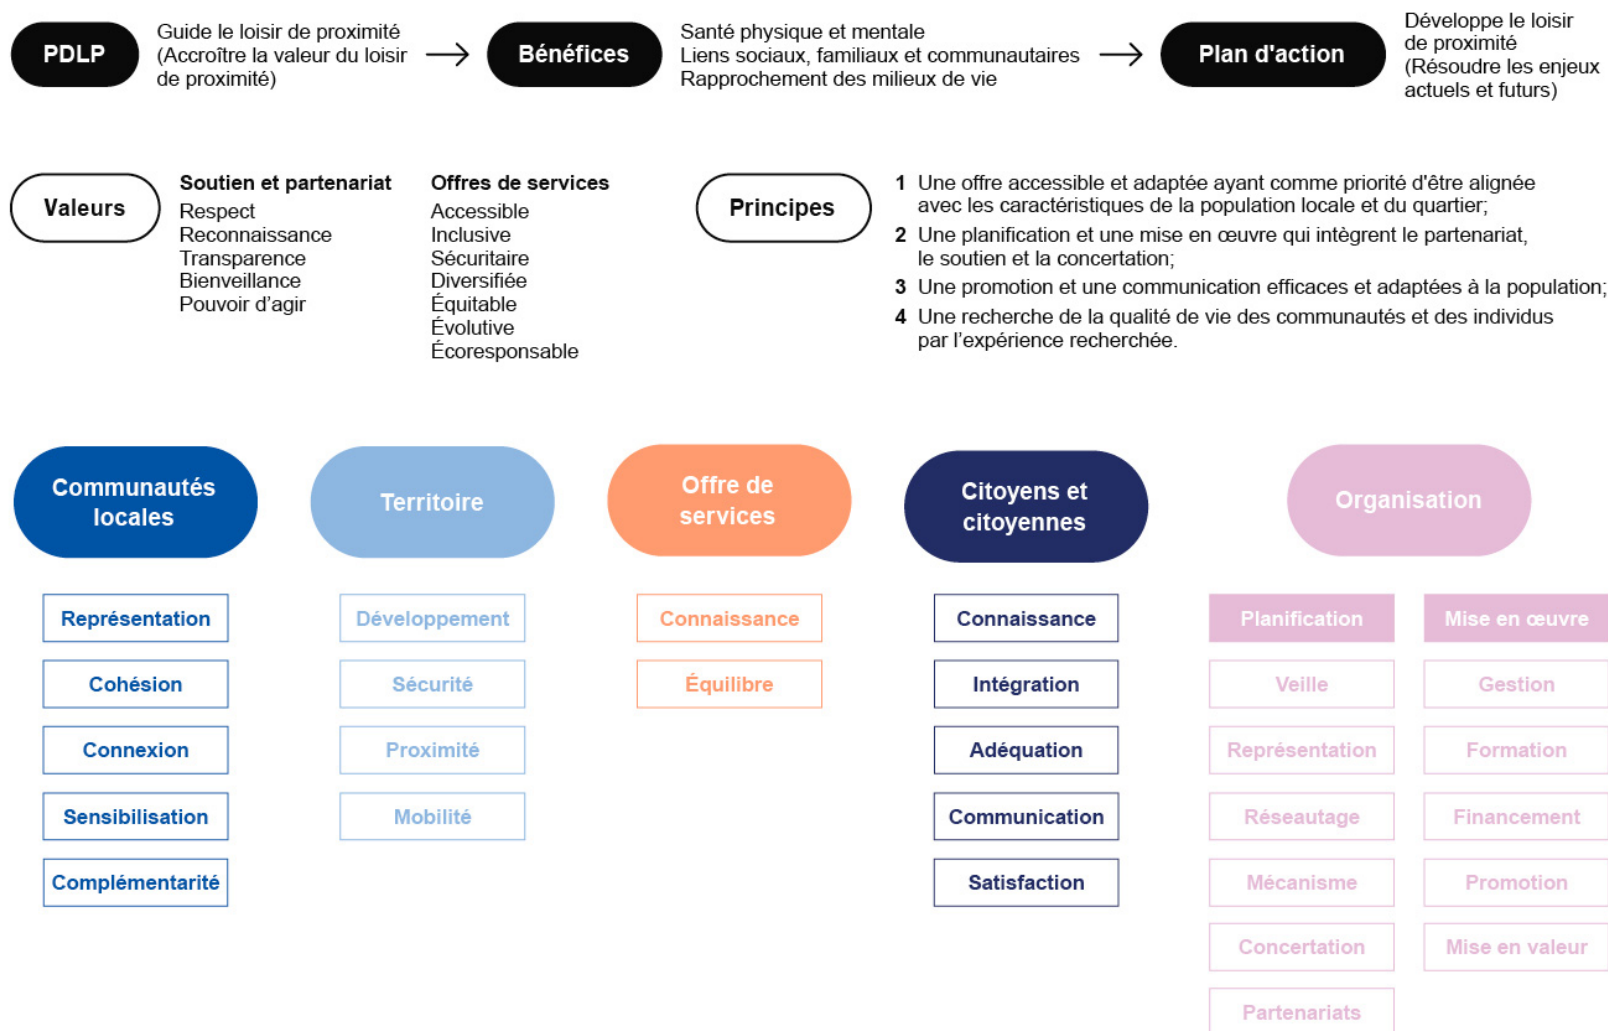 PDLP
Guide le loisir de proximité
(Accroître la valeur du loisir
de proximité)
Bénéfices
Santé physique et mentale
Liens sociaux, familiaux et communautaires
Rapprochement des milieux de vie
Plan d'action
Développe le loisir
de proximité
(Résoudre les enjeux
actuels et futurs)
Valeurs
Soutien et partenariat
Respect
Reconnaissance
Transparence
Bienveillance
Pouvoir d’agir
Offres de services
Accessible
Inclusive
Sécuritaire
Diversifiée
Équitable
Évolutive
Écoresponsable
Principes
1 Une offre accessible et adaptée ayant comme priorité d'être alignée
avec les caractéristiques de la population locale et du quartier;
2 Une planification et une mise en œuvre qui intègrent le partenariat,
le soutien et la concertation;
3 Une promotion et une communication efficaces et adaptées à la population;
4 Une recherche de la qualité de vie des communautés et des individus
par l’expérience recherchée.
Communautés
locales
Représentation
Cohésion
Connexion
Sensibilisation
Complémentarité
Territoire
Développement
Sécurité
Proximité
Mobilité
Offre de
services
Connaissance
Équilibre
Citoyens et
citoyennes
Connaissance
Intégration
Adéquation
Communication
Satisfaction
Organisation
Planification
Veille
Représentation
Réseautage
Mécanisme
Concertation
Partenariats
Mise en œuvre
Gestion
Formation
Financement
Promotion
Mise en valeur